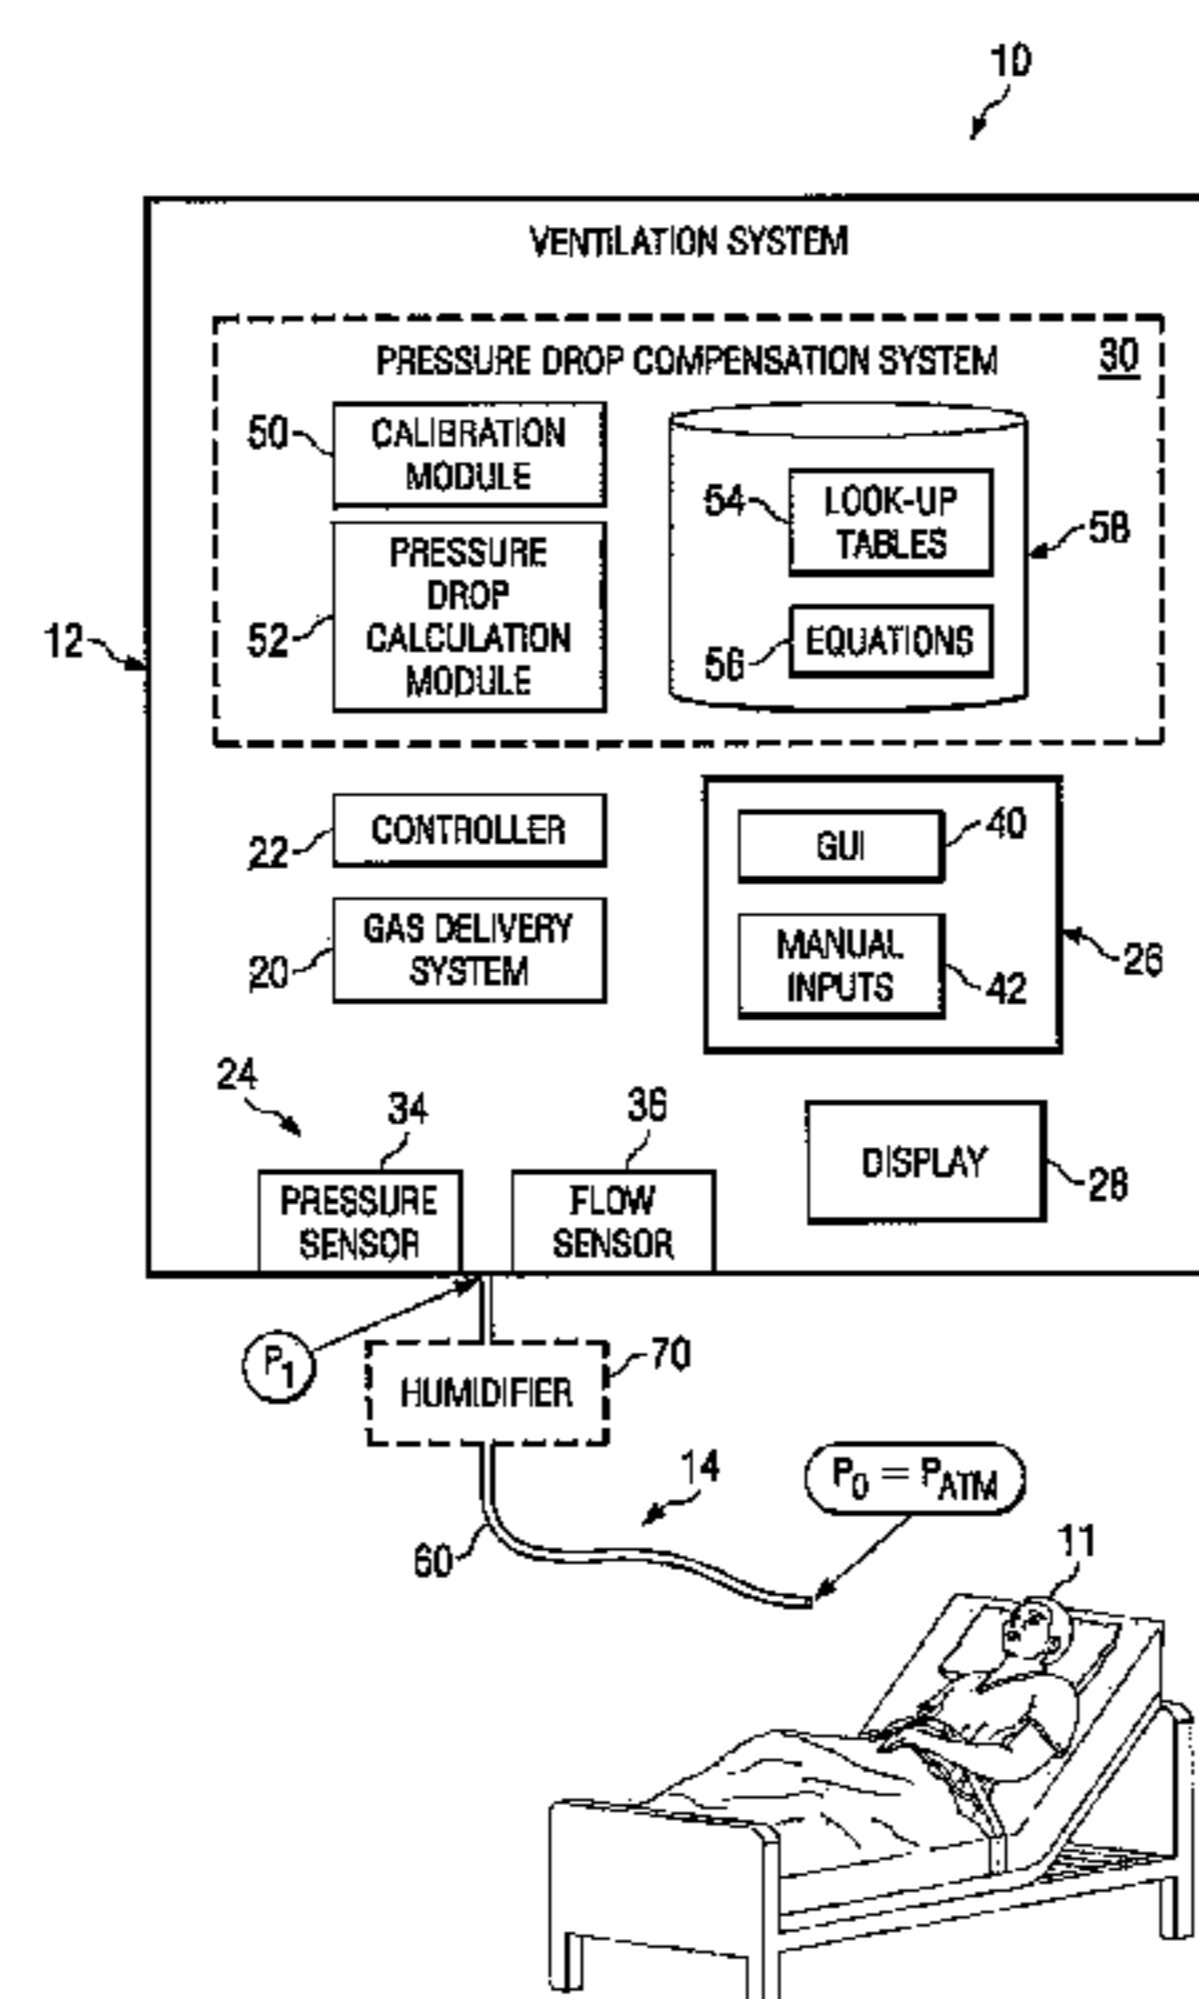 10
VENTILATION SYSTEM
PRESSURE DROP COMPENSATION SYSTEM
30
50
CALIBRATION
MODULE
52
PRESSURE
DROP
CALCULATION
MODULE
54
LOOK-UP
TABLES
56
EQUATIONS
58
12
22
CONTROLLER
20
GAS DELIVERY
SYSTEM
GUI
40
MANUAL
INPUTS
42
26
24
34
PRESSURE
SENSOR
36
FLOW
SENSOR
DISPLAY
28
P1
HUMIDIFIER
70
14
60
P0 = PATM
11